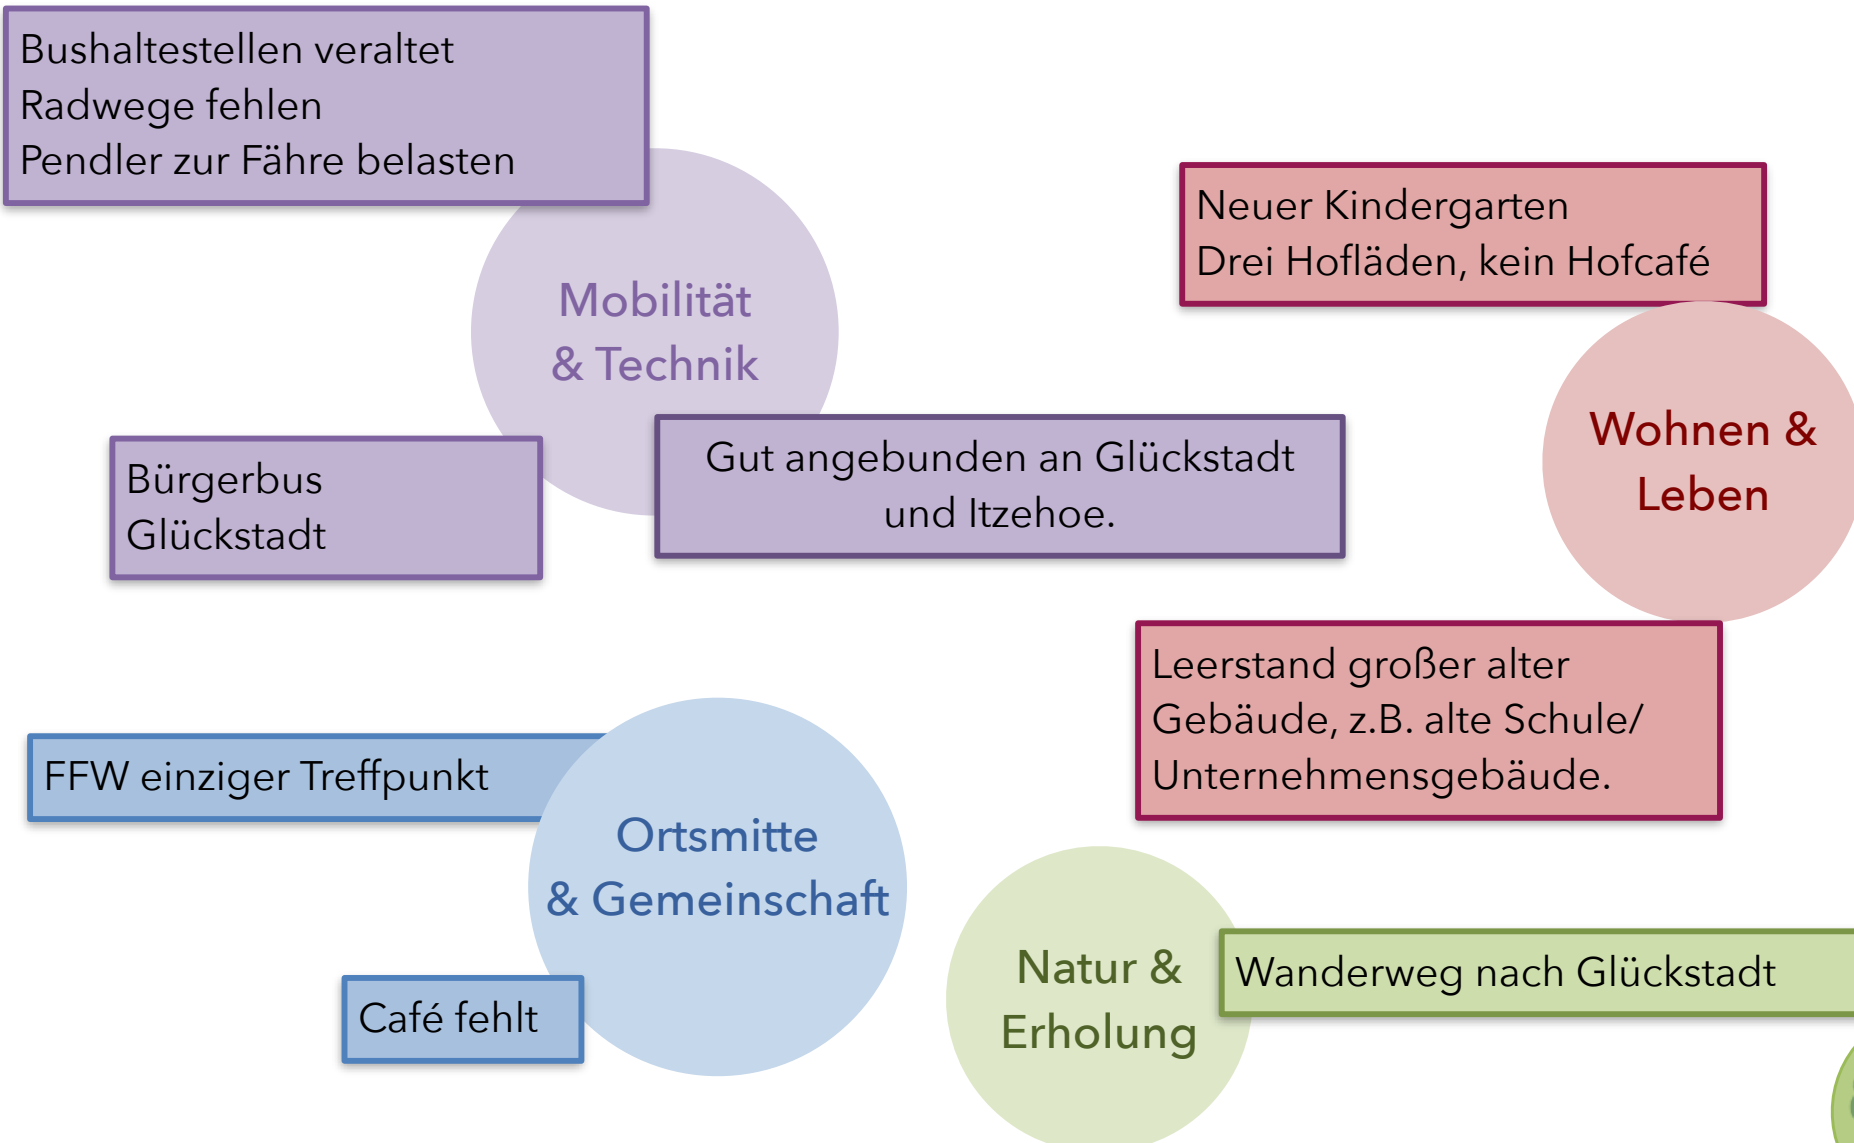 Bushaltestellen veraltet
Radwege fehlen
Pendler zur Fähre belasten
Mobilität
& Technik
Bürgerbus
Glückstadt
Gut angebunden an Glückstadt
und Itzehoe.
Neuer Kindergarten
Drei Hofläden, kein Hofcafé
Wohnen &
Leben
Leerstand großer alter
Gebäude, z.B. alte Schule/
Unternehmensgebäude.
FFW einziger Treffpunkt
Ortsmitte
& Gemeinschaft
Café fehlt
Natur &
Erholung
Wanderweg nach Glückstadt